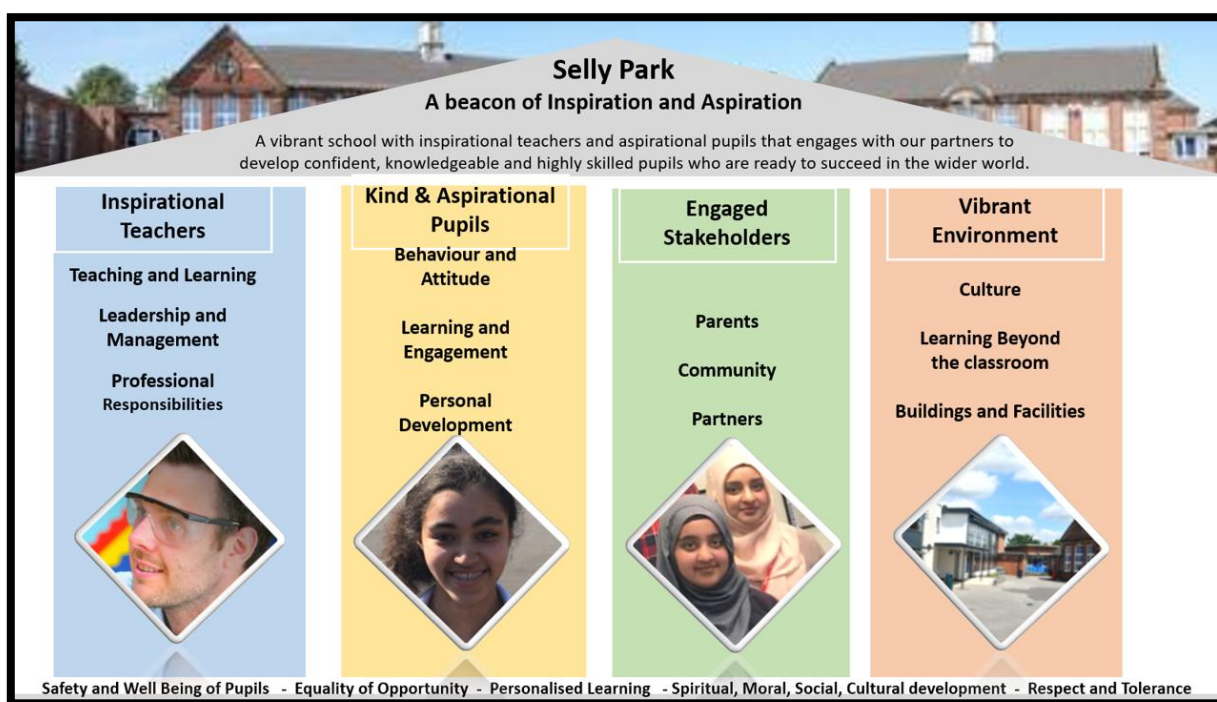 Selly Park
A beacon of Inspiration and Aspiration
A vibrant school with inspirational teachers and aspirational pupils that engages with our partners to
develop confident, knowledgeable and highly skilled pupils who are ready to succeed in the wider world.
Inspirational
Teachers
Teaching and Learning
Leadership and
Management
Professional
Responsibilities
Kind & Aspirational
Pupils
Behaviour and
Attitude
Learning and
Engagement
Personal
Development
Engaged
Stakeholders
Parents
Community
Partners
Vibrant
Environment
Culture
Learning Beyond
the classroom
Buildings and Facilities
Safety and Well Being of Pupils - Equality of Opportunity - Personalised Learning - Spiritual, Moral, Social, Cultural development - Respect and Tolerance